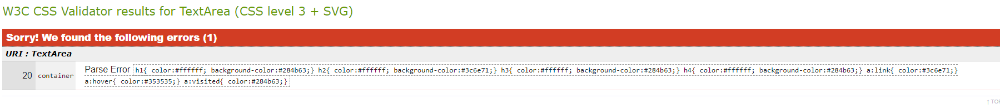 W3C CSS Validator results for TextArea (CSS level 3 + SVG)
Sorry! We found the following errors (1)
URI : TextArea
20 container Parse Error h1{ color:#ffffff; background-color:#284b63;} h2{ color:#ffffff; background-color:#3c6e71;} h3{ color:#ffffff; background-color:#284b63;} h4{ color:#ffffff; background-color:#284b63;} a:link{ color:#3c6e71;}
a:hover{ color:#353535;} a:visited{ color:#284b63;}
↑ TOP